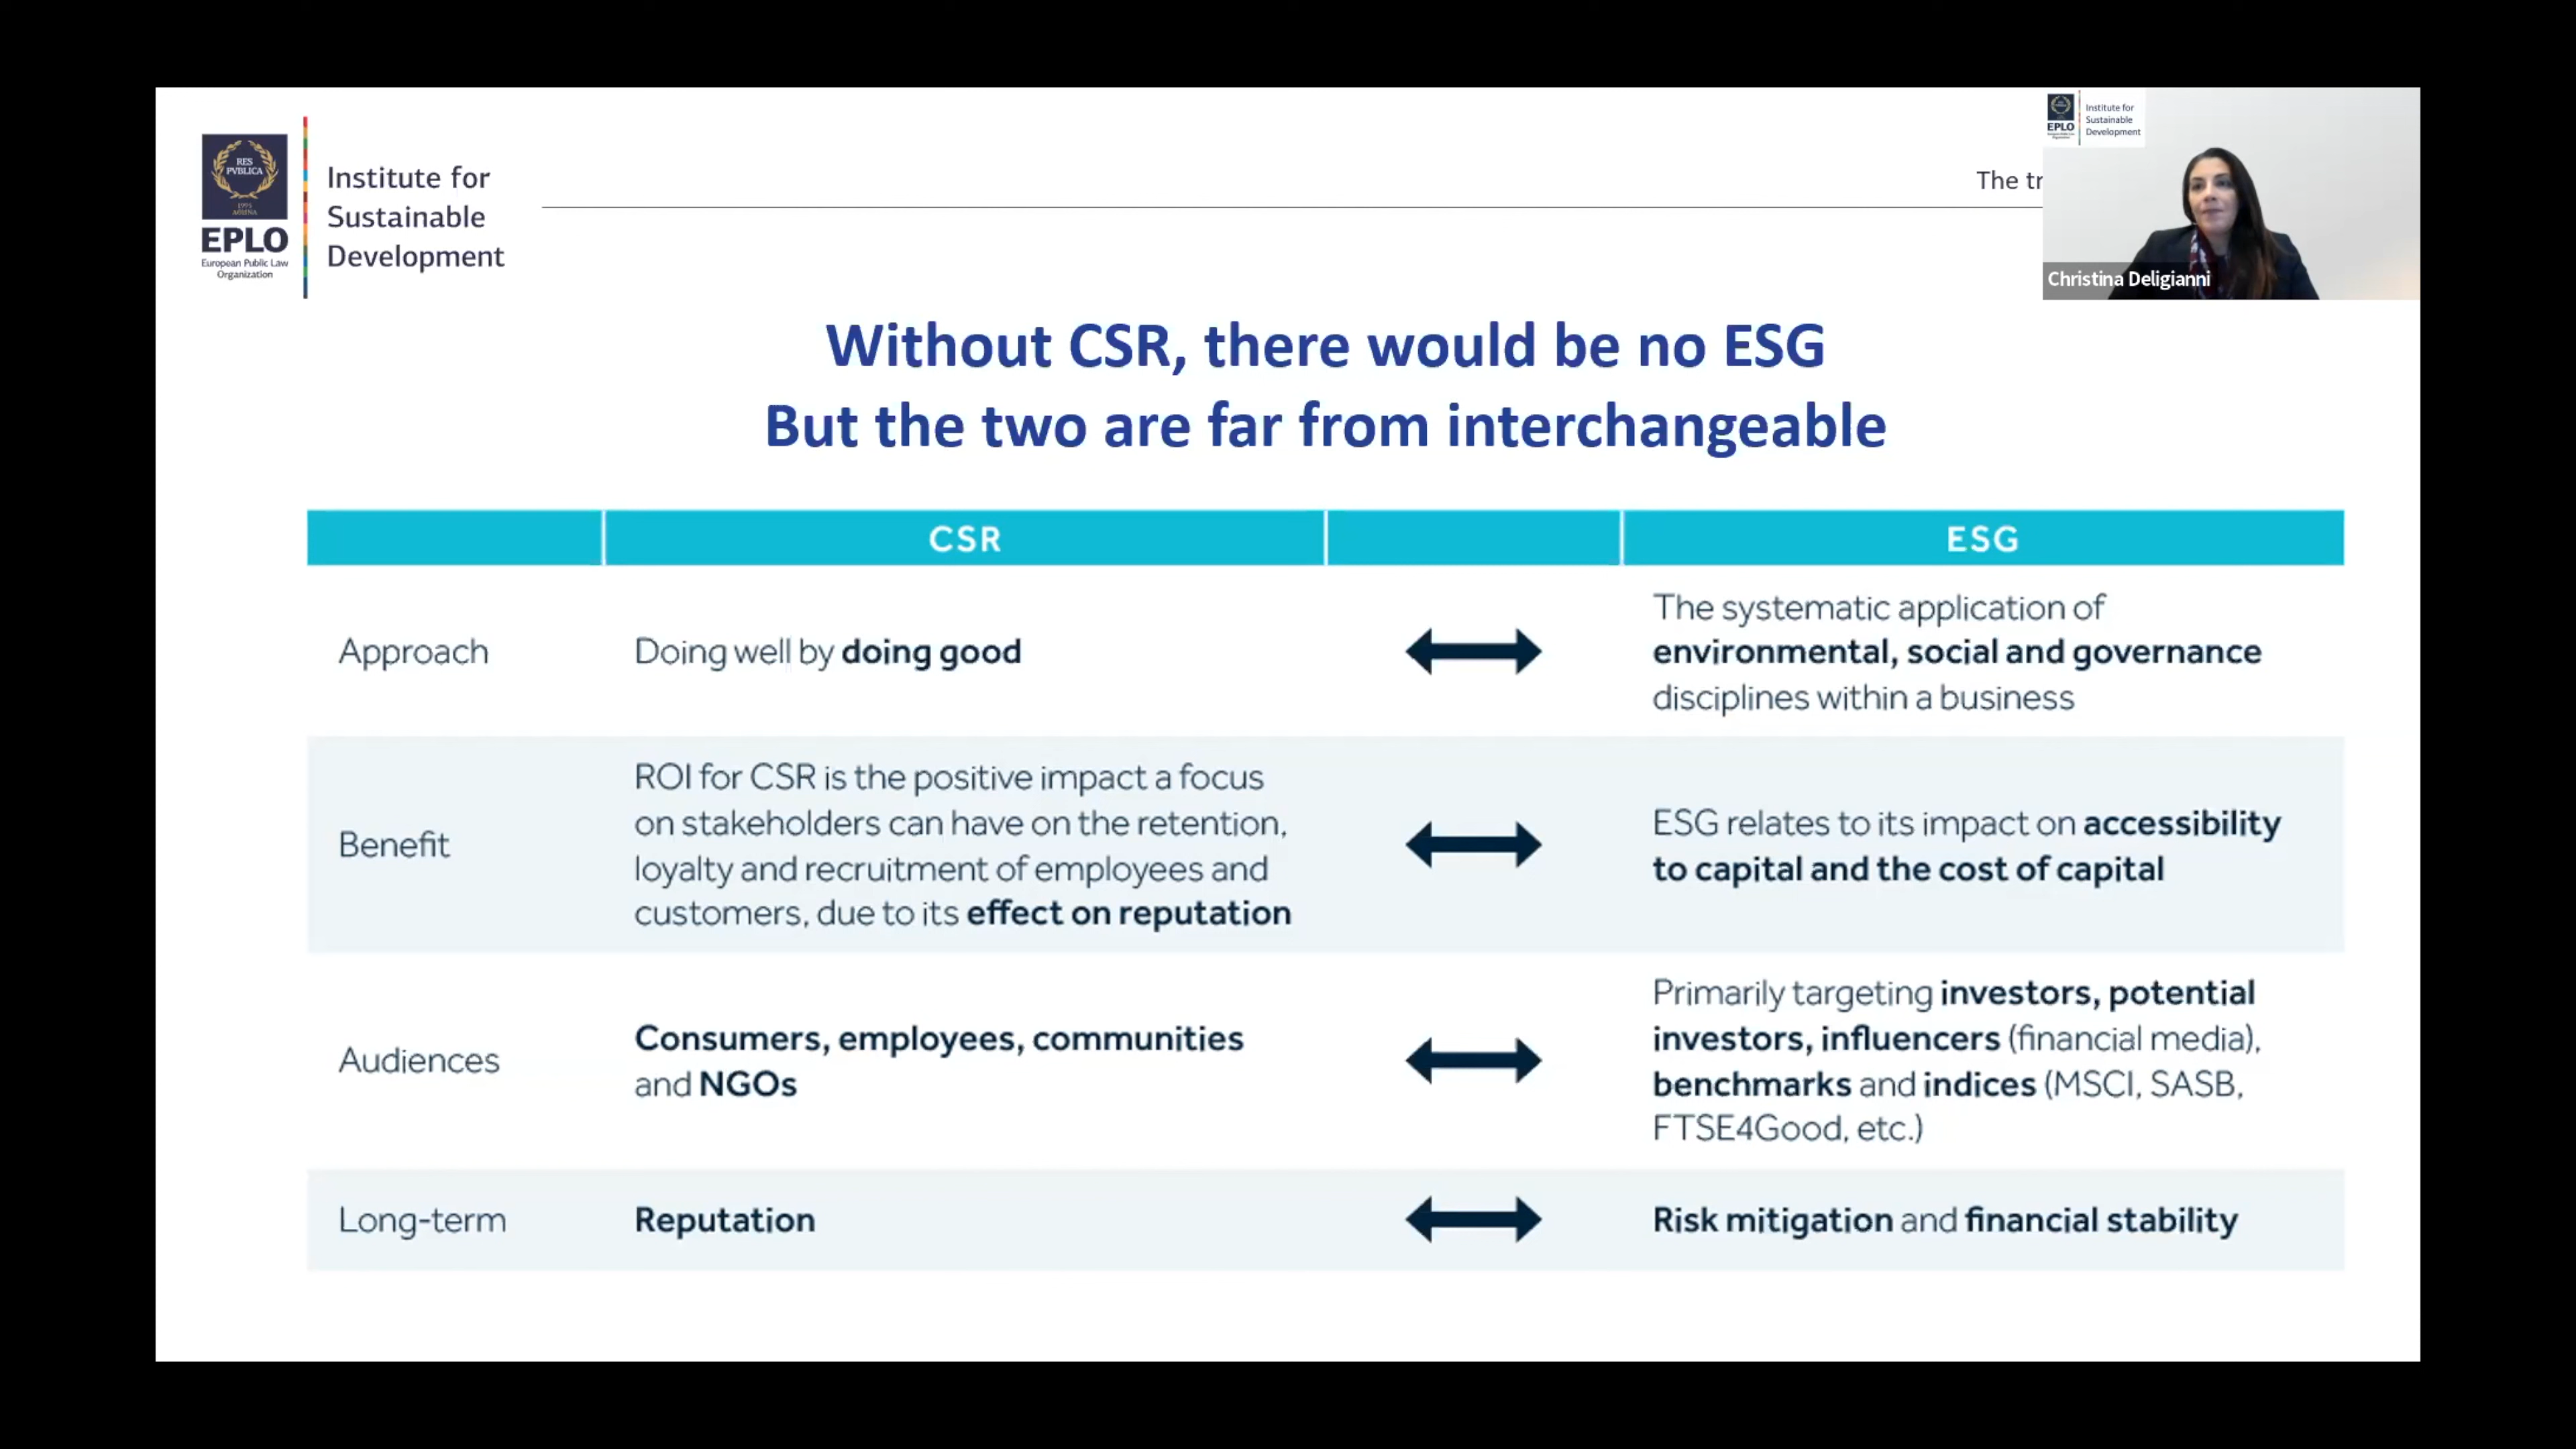 RES
PVBLICA
EPLO
European Public Law
Organization
Institute for
Sustainable
Development
The
EPLO
Institute for
Sustainable
Development
Christina Deligianni
Without CSR, there would be no ESG
But the two are far from interchangeable
CSR
ESG
Approach
Doing well by doing good
The systematic application of
environmental, social and governance
disciplines within a business
Benefit
ROI for CSR is the positive impact a focus
on stakeholders can have on the retention,
loyalty and recruitment of employees and
customers, due to its effect on reputation
ESG relates to its impact on accessibility
to capital and the cost of capital
Audiences
Consumers, employees, communities
and NGOs
Primarily targeting investors, potential
investors, influencers (financial media),
benchmarks and indices (MSCI, SASB,
FTSE4Good, etc.)
Long-term
Reputation
Risk mitigation and financial stability